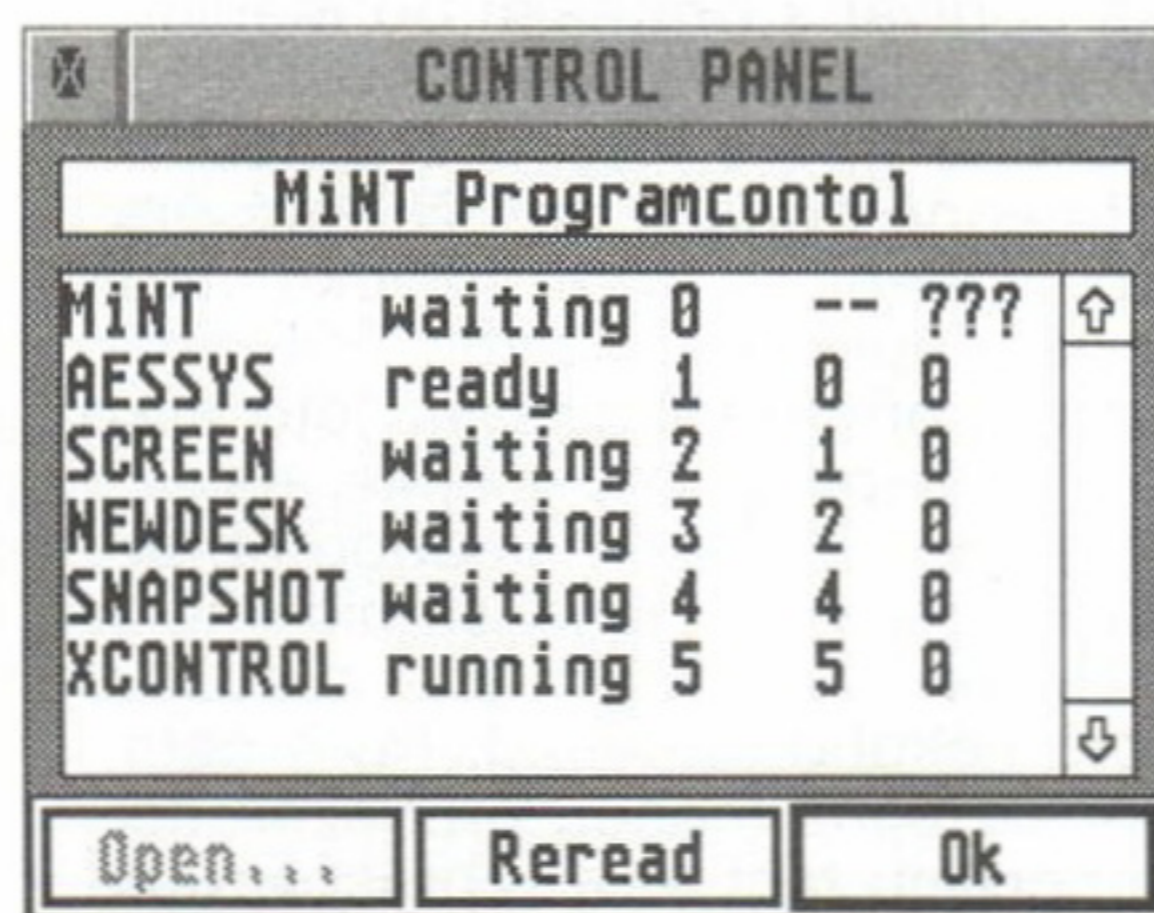 CONTROL PANEL
MiNT Programcontol
MiNT waiting 0 -- ???
AESSYS ready 1 0 0
SCREEN waiting 2 1 0
NEWDESK waiting 3 2 0
SNAPSHOT waiting 4 4 0
XCONTROL running 5 5 0
Open...
Reread
Ok